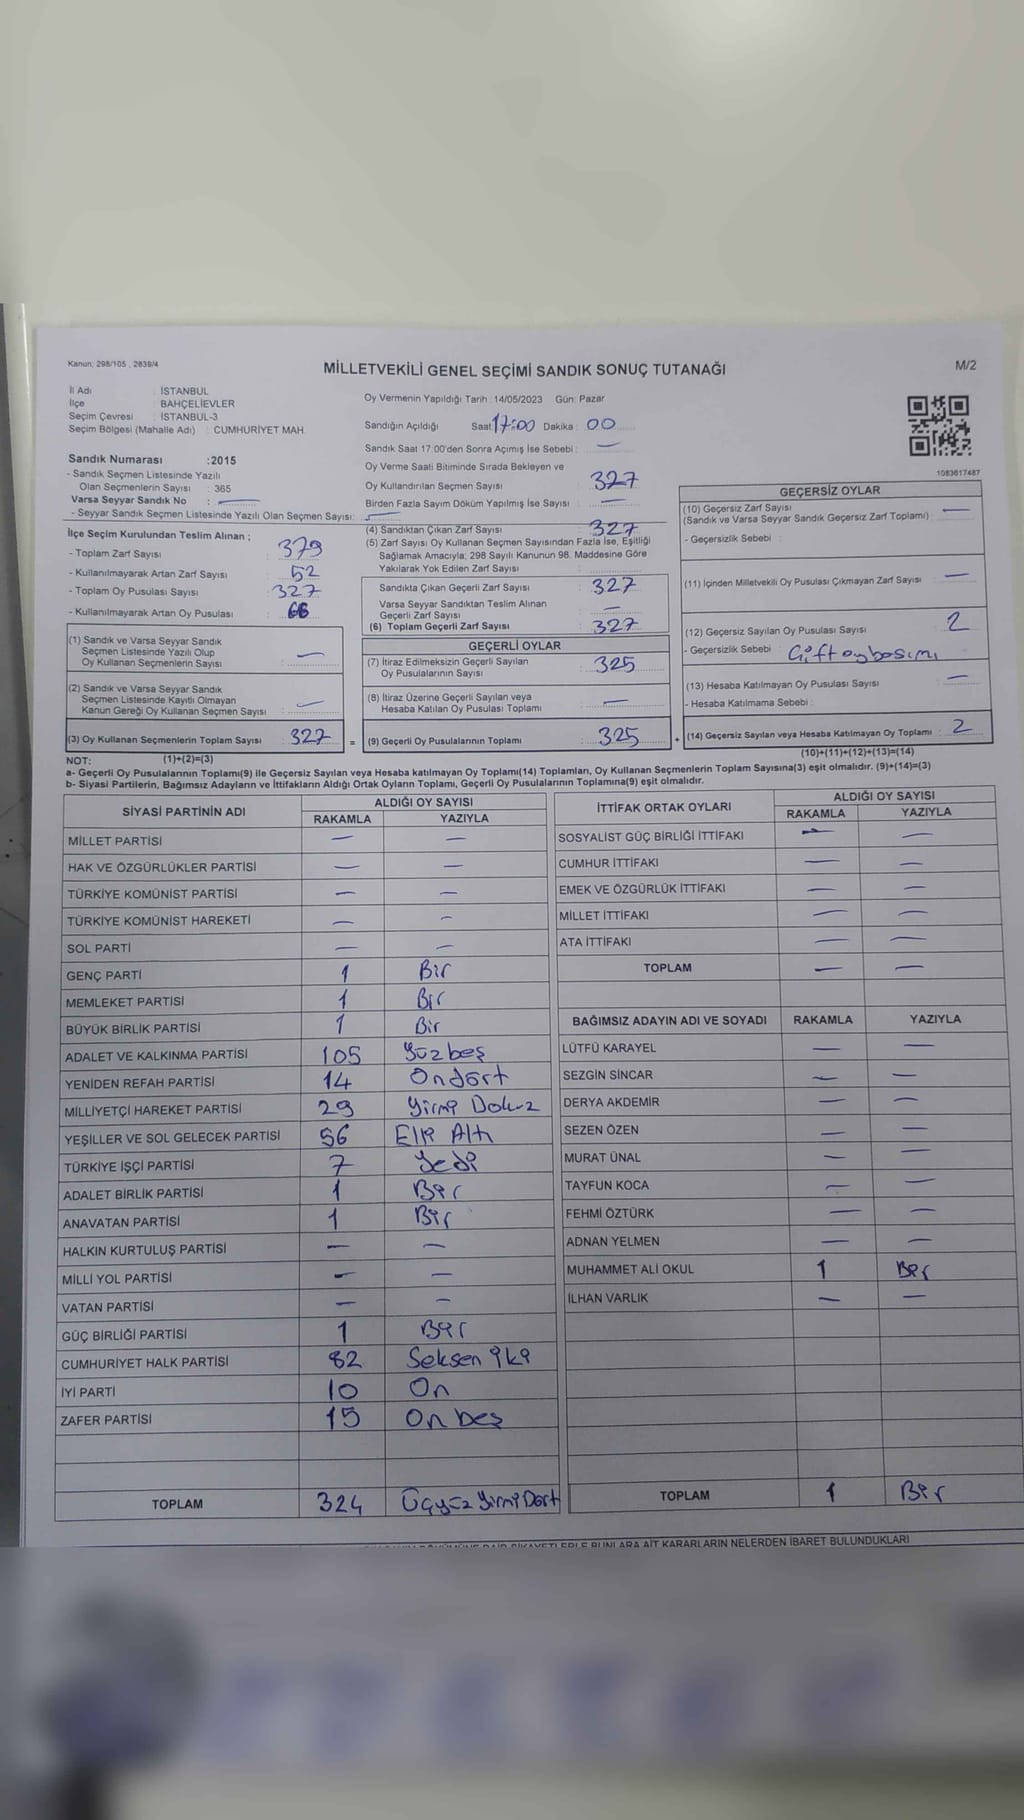 Kanun; 298/105 , 2839/4
MİLLETVEKİLİ GENEL SEÇİMİ SANDIK SONUÇ TUTANAĞI
M/2
İl Adı : İSTANBUL
İlçe : BAHÇELİEVLER
Seçim Çevresi : İSTANBUL-3
Seçim Bölgesi (Mahalle Adı) : CUMHURİYET MAH.
Sandık Numarası :2015
- Sandık Seçmen Listesinde Yazılı
Olan Seçmenlerin Sayısı : 365
Varsa Seyyar Sandık No : —
- Seyyar Sandık Seçmen Listesinde Yazılı Olan Seçmen Sayısı: —
İlçe Seçim Kurulundan Teslim Alınan ;
- Toplam Zarf Sayısı : 379
- Kullanılmayarak Artan Zarf Sayısı : 52
- Toplam Oy Pusulası Sayısı : 327
- Kullanılmayarak Artan Oy Pusulası : 66
(1) Sandık ve Varsa Seyyar Sandık
Seçmen Listesinde Yazılı Olup
Oy Kullanan Seçmenlerin Sayısı : —
(2) Sandık ve Varsa Seyyar Sandık
Seçmen Listesinde Kayıtlı Olmayan
Kanun Gereği Oy Kullanan Seçmen Sayısı : —
(3) Oy Kullanan Seçmenlerin Toplam Sayısı : 327 =
(1)+(2)=(3)
Oy Vermenin Yapıldığı Tarih : 14/05/2023 Gün: Pazar
Sandığın Açıldığı Saat 17:00 Dakika : 00
Sandık Saat 17:00'den Sonra Açımış İse Sebebi : —
Oy Verme Saati Bitiminde Sırada Bekleyen ve
Oy Kullandırılan Seçmen Sayısı : 327
Birden Fazla Sayım Döküm Yapılmış İse Sayısı : —
(4) Sandıktan Çıkan Zarf Sayısı : 327
(5) Zarf Sayısı Oy Kullanan Seçmen Sayısından Fazla İse, Eşitliği
Sağlamak Amacıyla; 298 Sayılı Kanunun 98. Maddesine Göre
Yakılarak Yok Edilen Zarf Sayısı :
Sandıkta Çıkan Geçerli Zarf Sayısı : 327
Varsa Seyyar Sandıktan Teslim Alınan
Geçerli Zarf Sayısı : —
(6) Toplam Geçerli Zarf Sayısı : 327
GEÇERLİ OYLAR
(7) İtiraz Edilmeksizin Geçerli Sayılan
Oy Pusulalarının Sayısı : 325
(8) İtiraz Üzerine Geçerli Sayılan veya
Hesaba Katılan Oy Pusulası Toplamı : —
(9) Geçerli Oy Pusulalarının Toplamı : 325 +
1083617487
GEÇERSİZ OYLAR
(10) Geçersiz Zarf Sayısı
(Sandık ve Varsa Seyyar Sandık Geçersiz Zarf Toplamı) : —
- Geçersizlik Sebebi :
(11) İçinden Milletvekili Oy Pusulası Çıkmayan Zarf Sayısı : —
(12) Geçersiz Sayılan Oy Pusulası Sayısı : 2
- Geçersizlik Sebebi : Çift oy basımı
(13) Hesaba Katılmayan Oy Pusulası Sayısı : —
- Hesaba Katılmama Sebebi :
(14) Geçersiz Sayılan veya Hesaba Katılmayan Oy Toplamı : 2
(10)+(11)+(12)+(13)=(14)
NOT:
a- Geçerli Oy Pusulalarının Toplamı(9) ile Geçersiz Sayılan veya Hesaba katılmayan Oy Toplamı(14) Toplamları, Oy Kullanan Seçmenlerin Toplam Sayısına(3) eşit olmalıdır. (9)+(14)=(3)
b- Siyasi Partilerin, Bağımsız Adayların ve İttifakların Aldığı Ortak Oyların Toplamı, Geçerli Oy Pusulalarının Toplamına(9) eşit olmalıdır.
SİYASİ PARTİNİN ADI ALDIĞI OY SAYISI
RAKAMLA YAZIYLA
MİLLET PARTİSİ — —
HAK VE ÖZGÜRLÜKLER PARTİSİ — —
TÜRKİYE KOMÜNİST PARTİSİ — —
TÜRKİYE KOMÜNİST HAREKETİ — —
SOL PARTİ — —
GENÇ PARTİ 1 Bir
MEMLEKET PARTİSİ 1 Bir
BÜYÜK BİRLİK PARTİSİ 1 Bir
ADALET VE KALKINMA PARTİSİ 105 Yüzbeş
YENİDEN REFAH PARTİSİ 14 Ondört
MİLLİYETÇİ HAREKET PARTİSİ 29 Yirmi Dokuz
YEŞİLLER VE SOL GELECEK PARTİSİ 56 Elli Altı
TÜRKİYE İŞÇİ PARTİSİ 7 Yedi
ADALET BİRLİK PARTİSİ 1 Bir
ANAVATAN PARTİSİ 1 Bir
HALKIN KURTULUŞ PARTİSİ — —
MİLLİ YOL PARTİSİ — —
VATAN PARTİSİ — —
GÜÇ BİRLİĞİ PARTİSİ 1 Bir
CUMHURİYET HALK PARTİSİ 82 Seksen iki
İYİ PARTİ 10 On
ZAFER PARTİSİ 15 On beş
TOPLAM 324 Üçyüz Yirmi Dört
İTTİFAK ORTAK OYLARI ALDIĞI OY SAYISI
RAKAMLA YAZIYLA
SOSYALİST GÜÇ BİRLİĞİ İTTİFAKI — —
CUMHUR İTTİFAKI — —
EMEK VE ÖZGÜRLÜK İTTİFAKI — —
MİLLET İTTİFAKI — —
ATA İTTİFAKI — —
TOPLAM — —
BAĞIMSIZ ADAYIN ADI VE SOYADI RAKAMLA YAZIYLA
LÜTFÜ KARAYEL — —
SEZGİN SİNCAR — —
DERYA AKDEMİR — —
SEZEN ÖZEN — —
MURAT ÜNAL — —
TAYFUN KOCA — —
FEHMİ ÖZTÜRK — —
ADNAN YELMEN — —
MUHAMMET ALİ OKUL 1 Bir
İLHAN VARLIK — —
TOPLAM 1 Bir
KARARLARIN NELERDEN İBARET BULUNDUKLARI